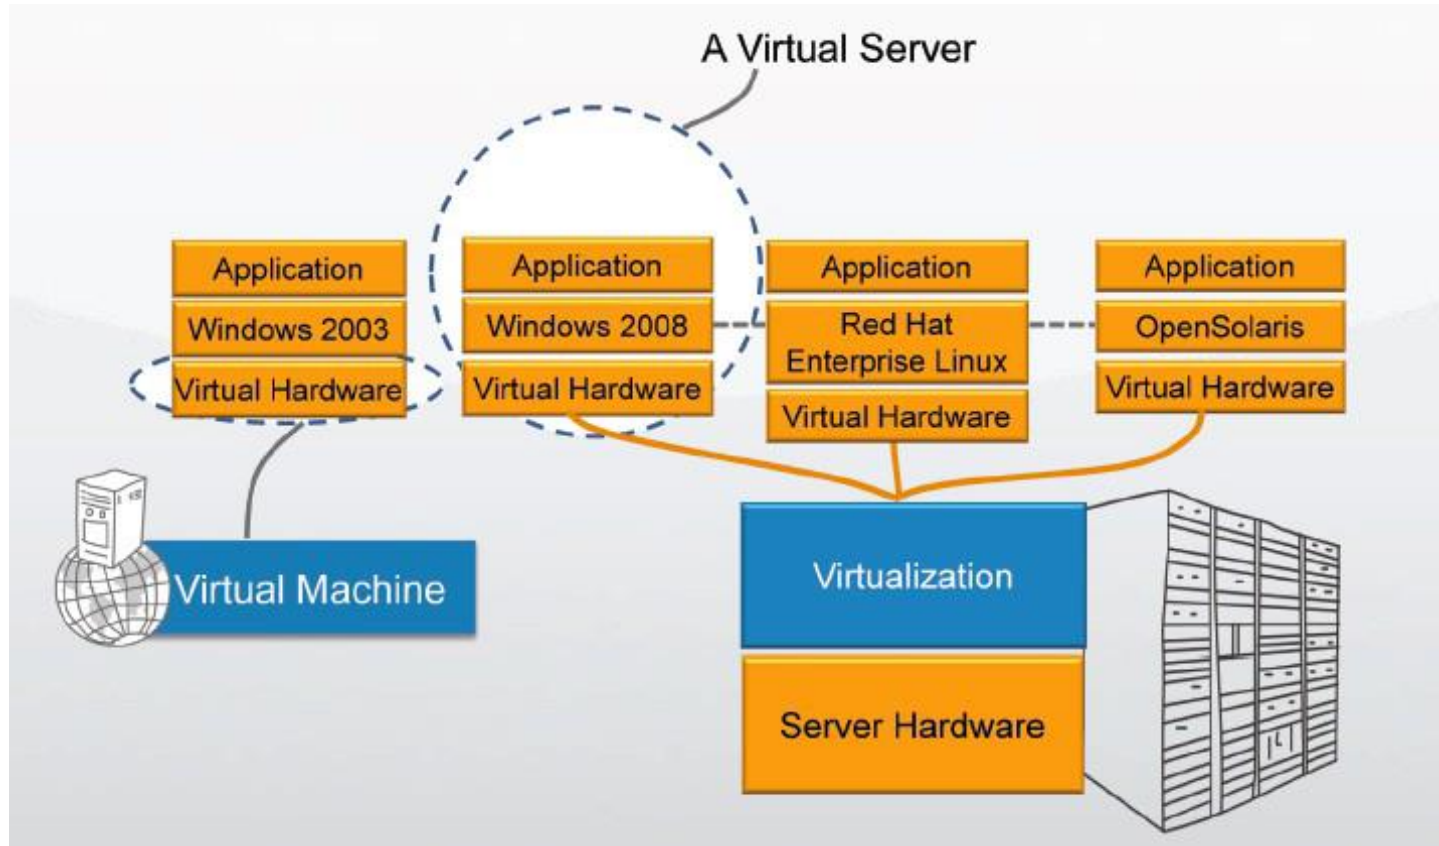 A Virtual Server
Application
Windows 2003
Virtual Hardware
Application
Windows 2008
Virtual Hardware
Application
Red Hat
Enterprise Linux
Virtual Hardware
Application
OpenSolaris
Virtual Hardware
Virtual Machine
Virtualization
Server Hardware